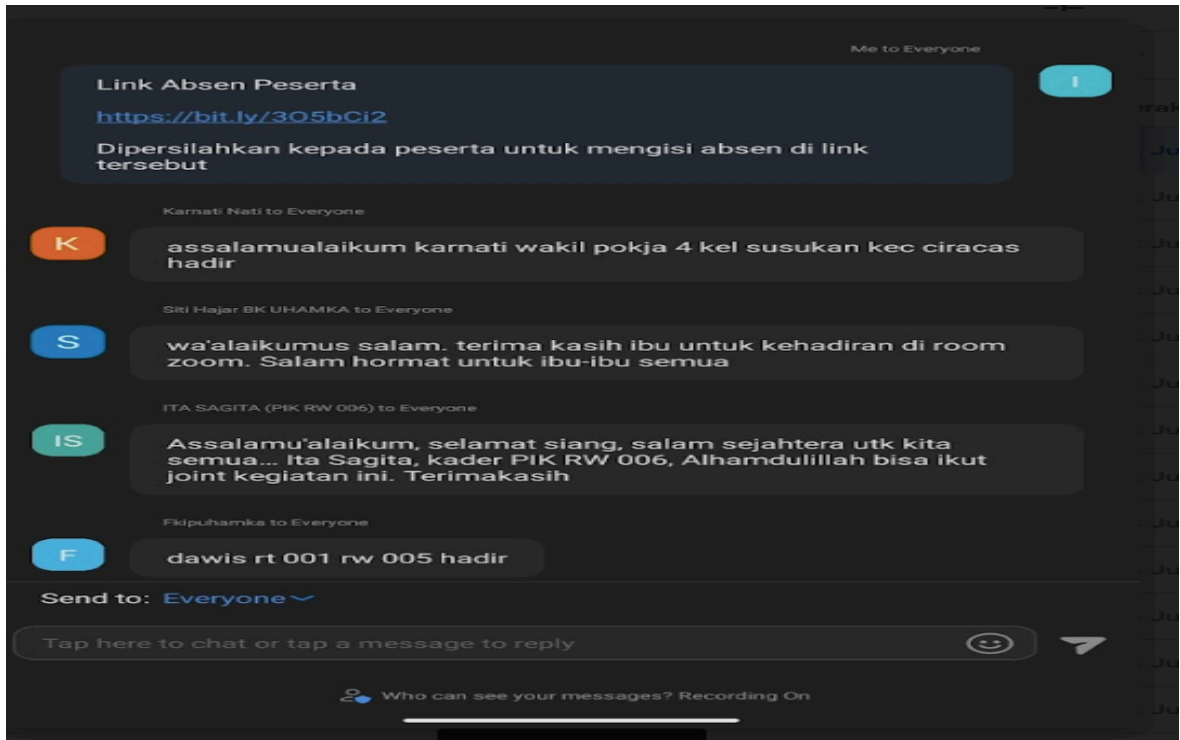 Me to Everyone
I
Link Absen Peserta
https://bit.ly/3O5bCi2
Dipersilahkan kepada peserta untuk mengisi absen di link
tersebut
Karnati Nati to Everyone
K
assalamualaikum karnati wakil pokja 4 kel susukan kec ciracas
hadir
Siti Hajar BK UHAMKA to Everyone
S
wa'alaikumus salam. terima kasih ibu untuk kehadiran di room
zoom. Salam hormat untuk ibu-ibu semua
ITA SAGITA (PIK RW 006) to Everyone
IS
Assalamu'alaikum, selamat siang, salam sejahtera utk kita
semua... Ita Sagita, kader PIK RW 006, Alhamdulillah bisa ikut
joint kegiatan ini. Terimakasih
Fkipuhamka to Everyone
F
dawis rt 001 rw 005 hadir
Send to: Everyone
Tap here to chat or tap a message to reply
Who can see your messages? Recording On